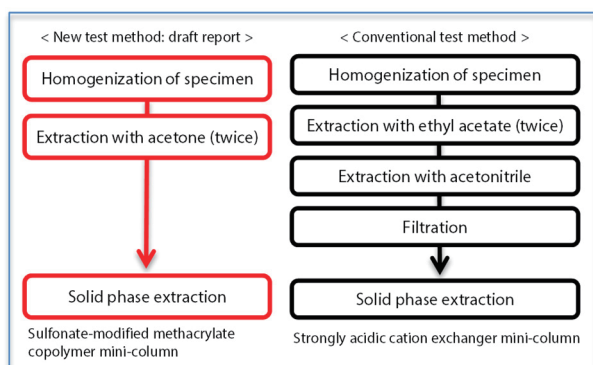 < New test method: draft report >
Homogenization of specimen
Extraction with acetone (twice)
Solid phase extraction
Sulfonate-modified methacrylate
copolymer mini-column
< Conventional test method >
Homogenization of specimen
Extraction with ethyl acetate (twice)
Extraction with acetonitrile
Filtration
Solid phase extraction
Strongly acidic cation exchanger mini-column